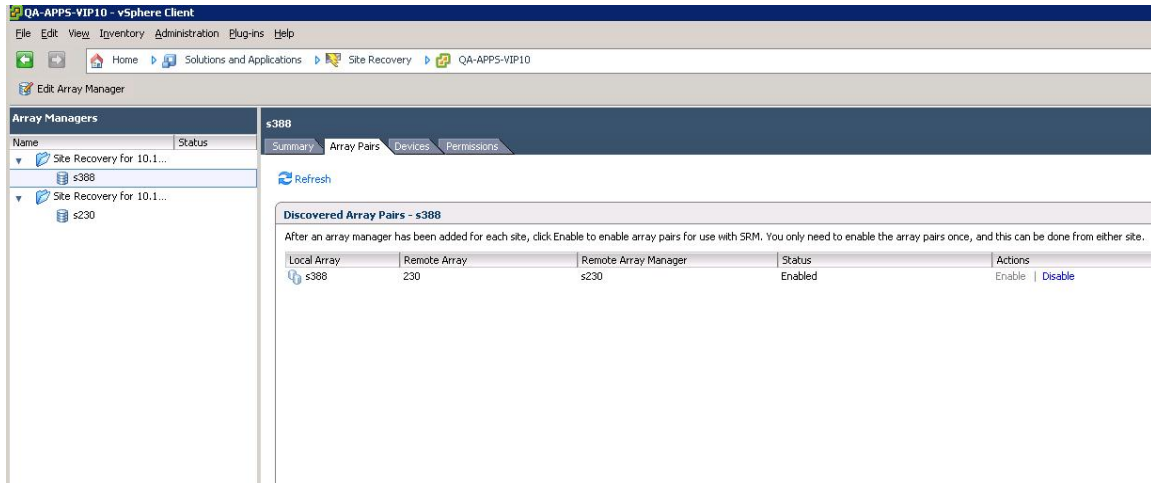 QA-APPS-VIP10 - vSphere Client
File Edit View Inventory Administration Plug-ins Help
Home Solutions and Applications Site Recovery QA-APPS-VIP10
Edit Array Manager
Array Managers
s388
Name Status
Summary Array Pairs Devices Permissions
Site Recovery for 10.1...
s388
Refresh
Site Recovery for 10.1...
s230
Discovered Array Pairs - s388
After an array manager has been added for each site, click Enable to enable array pairs for use with SRM. You only need to enable the array pairs once, and this can be done from either site.
Local Array Remote Array Remote Array Manager Status Actions
s388 230 s230 Enabled Enable | Disable